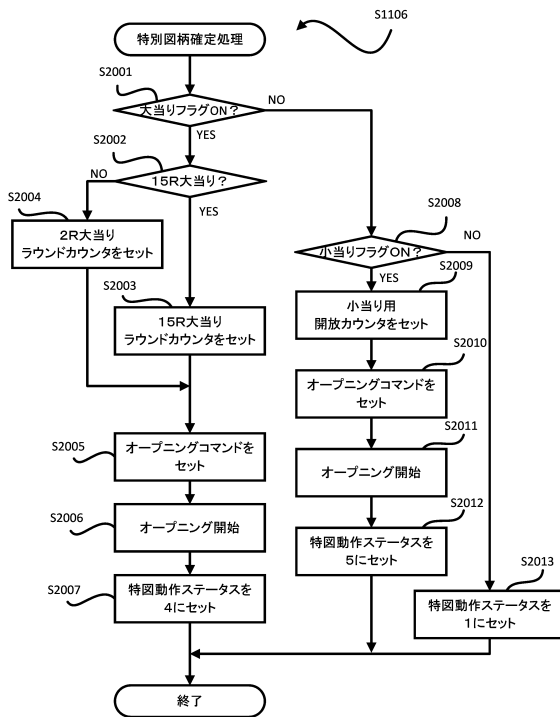 特別図柄確定処理
S1106
S2001
大当りフラグON？
NO
YES
S2002
15R大当り？
NO
YES
S2004
2R大当り
ラウンドカウンタをセット
S2003
15R大当り
ラウンドカウンタをセット
S2005
オープニングコマンドを
セット
S2006
オープニング開始
S2007
特図動作ステータスを
4にセット
S2008
小当りフラグON？
NO
YES
S2009
小当り用
開放カウンタをセット
S2010
オープニングコマンドを
セット
S2011
オープニング開始
S2012
特図動作ステータスを
5にセット
S2013
特図動作ステータスを
1にセット
終了